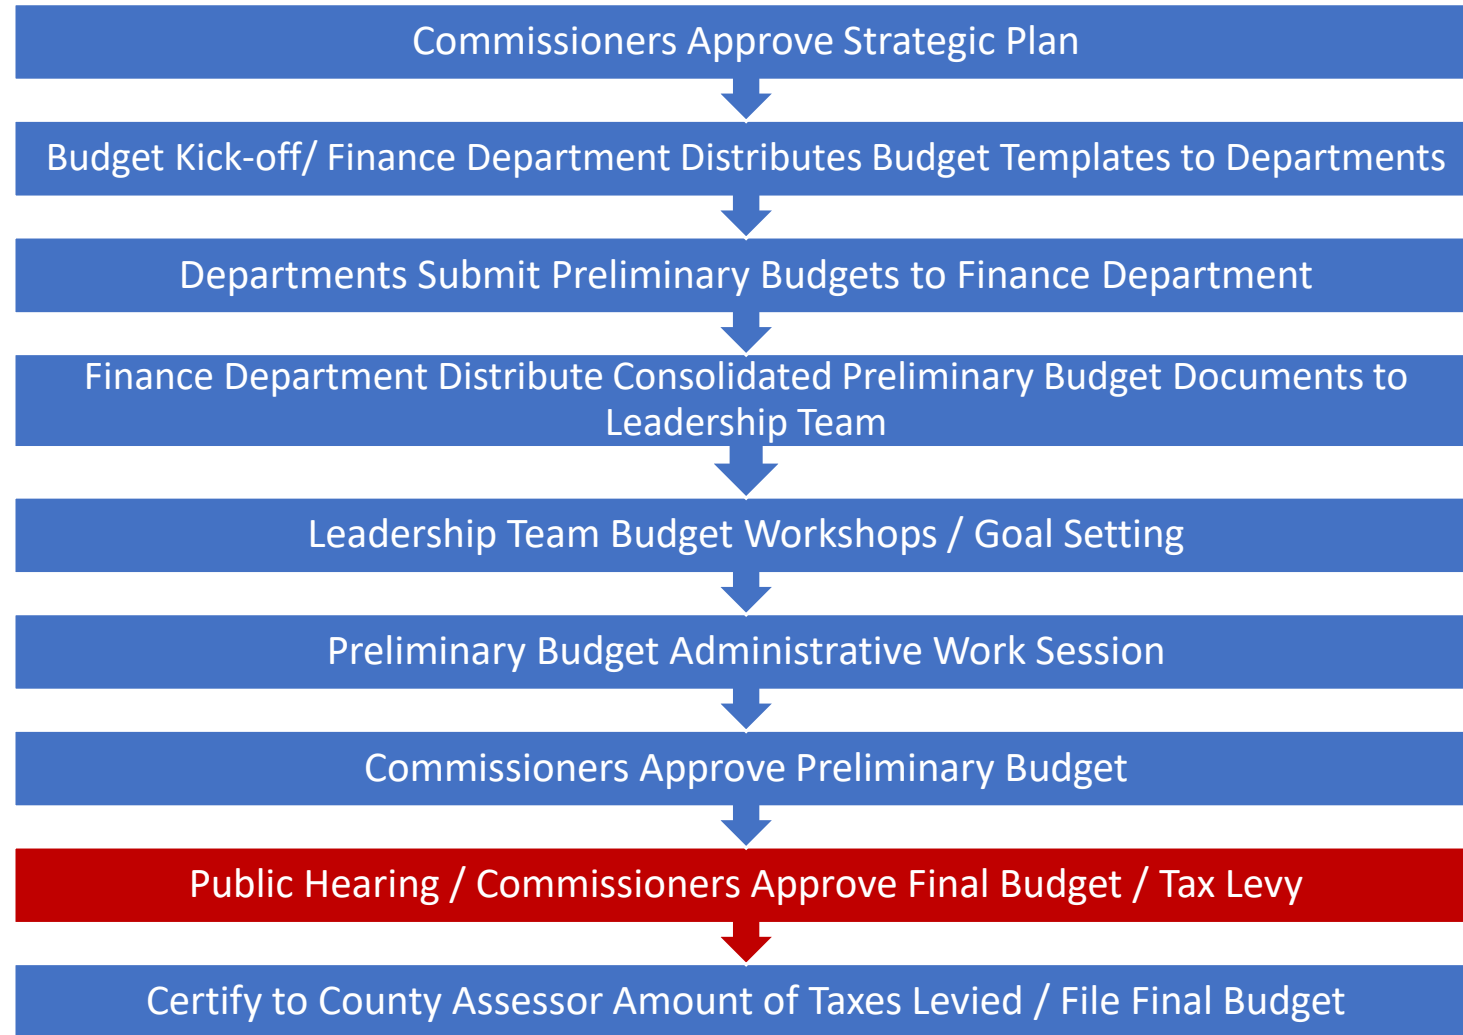 Commissioners Approve Strategic Plan
Budget Kick-off/ Finance Department Distributes Budget Templates to Departments
Departments Submit Preliminary Budgets to Finance Department
Finance Department Distribute Consolidated Preliminary Budget Documents to
Leadership Team
Leadership Team Budget Workshops / Goal Setting
Preliminary Budget Administrative Work Session
Commissioners Approve Preliminary Budget
Public Hearing / Commissioners Approve Final Budget / Tax Levy
Certify to County Assessor Amount of Taxes Levied / File Final Budget